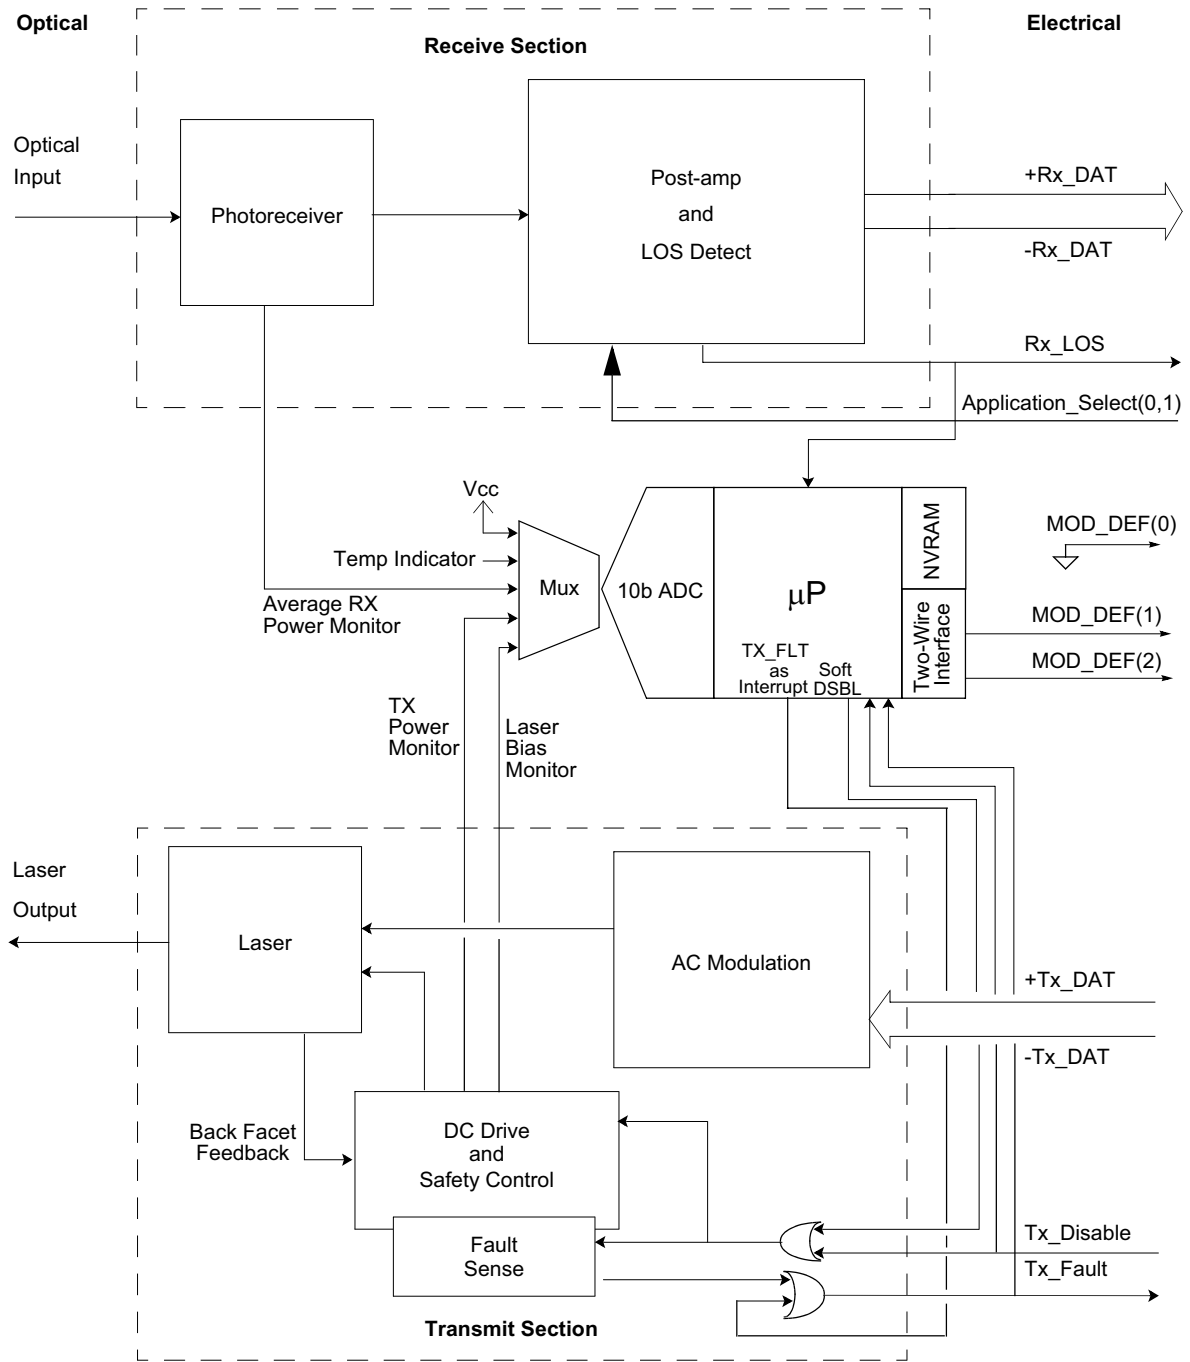 Optical
Receive Section
Electrical
Optical
Input
Photoreceiver
Post-amp
and
LOS Detect
+Rx_DAT
-Rx_DAT
Rx_LOS
Application_Select(0,1)
Vcc
Temp Indicator
Average RX
Power Monitor
Mux
10b ADC
μP
NVRAM
Two-Wire
Interface
TX_FLT
as
Interrupt
Soft
DSBL
MOD_DEF(0)
MOD_DEF(1)
MOD_DEF(2)
TX
Power
Monitor
Laser
Bias
Monitor
Laser
Output
Laser
AC Modulation
+Tx_DAT
-Tx_DAT
Back Facet
Feedback
DC Drive
and
Safety Control
Fault
Sense
Tx_Disable
Tx_Fault
Transmit Section